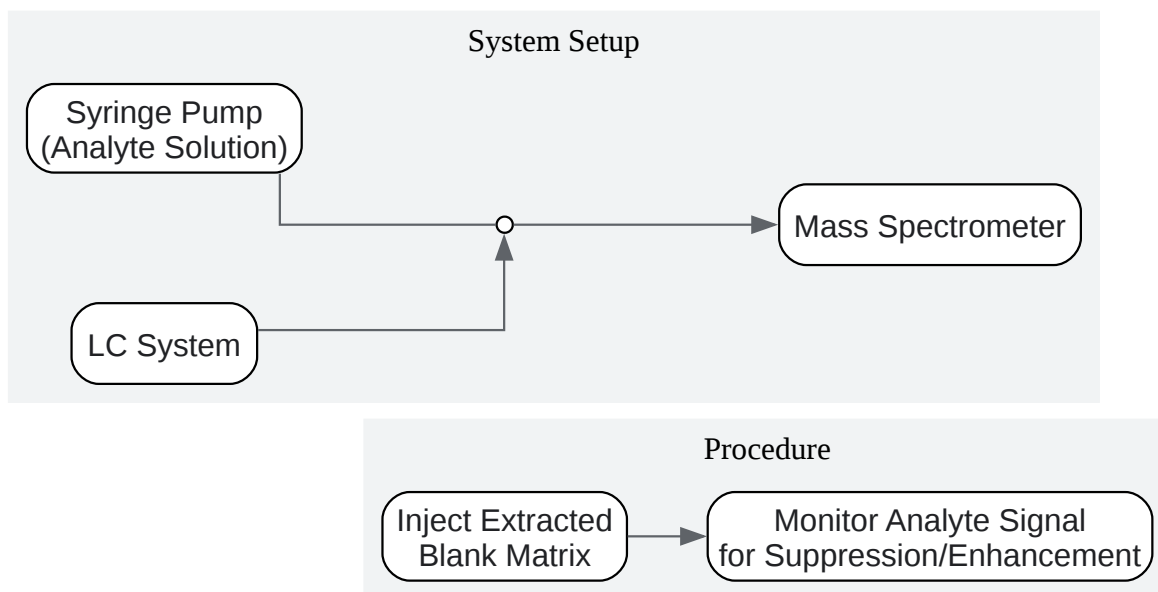 System Setup
Syringe Pump
(Analyte Solution)
Mass Spectrometer
LC System
Procedure
Inject Extracted
Blank Matrix
Monitor Analyte Signal
for Suppression/Enhancement